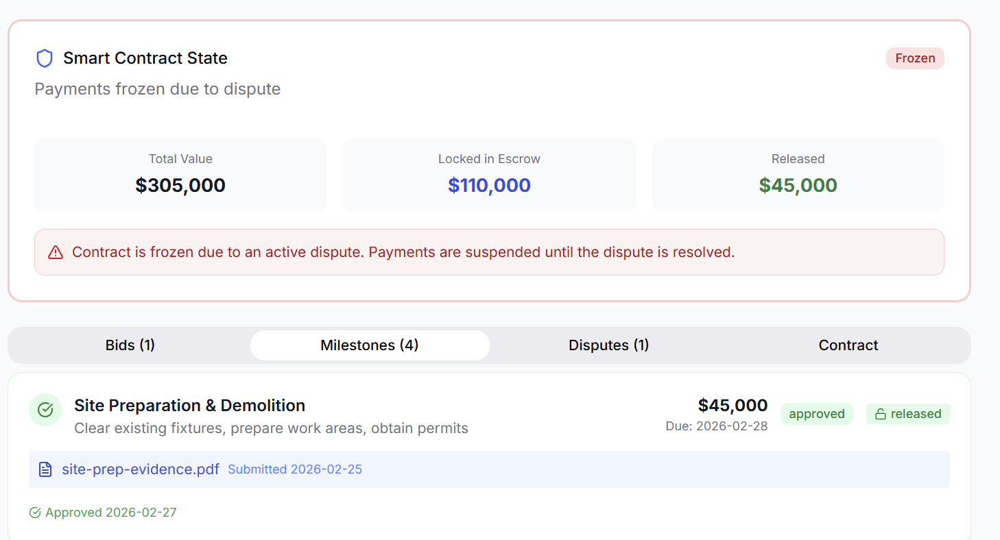 Smart Contract State
Frozen
Payments frozen due to dispute
Total Value
$305,000
Locked in Escrow
$110,000
Released
$45,000
Contract is frozen due to an active dispute. Payments are suspended until the dispute is resolved.
Bids (1)
Milestones (4)
Disputes (1)
Contract
Site Preparation & Demolition
Clear existing fixtures, prepare work areas, obtain permits
$45,000
Due: 2026-02-28
approved
released
site-prep-evidence.pdf Submitted 2026-02-25
Approved 2026-02-27